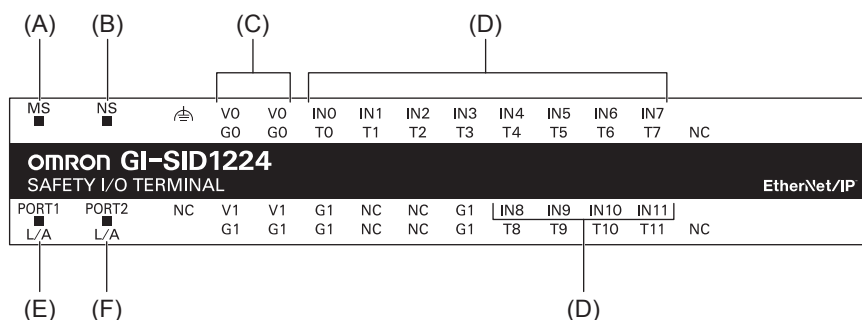 (A) (B) (C) (D)
MS NS V0 V0 IN0 IN1 IN2 IN3 IN4 IN5 IN6 IN7
G0 G0 T0 T1 T2 T3 T4 T5 T6 T7 NC
OMRON GI-SID1224
SAFETY I/O TERMINAL EtherNet/IP
PORT1 PORT2 NC V1 V1 G1 NC NC G1 IN8 IN9 IN10 IN11
L/A L/A G1 G1 G1 NC NC G1 T8 T9 T10 T11 NC
(E) (F) (D)